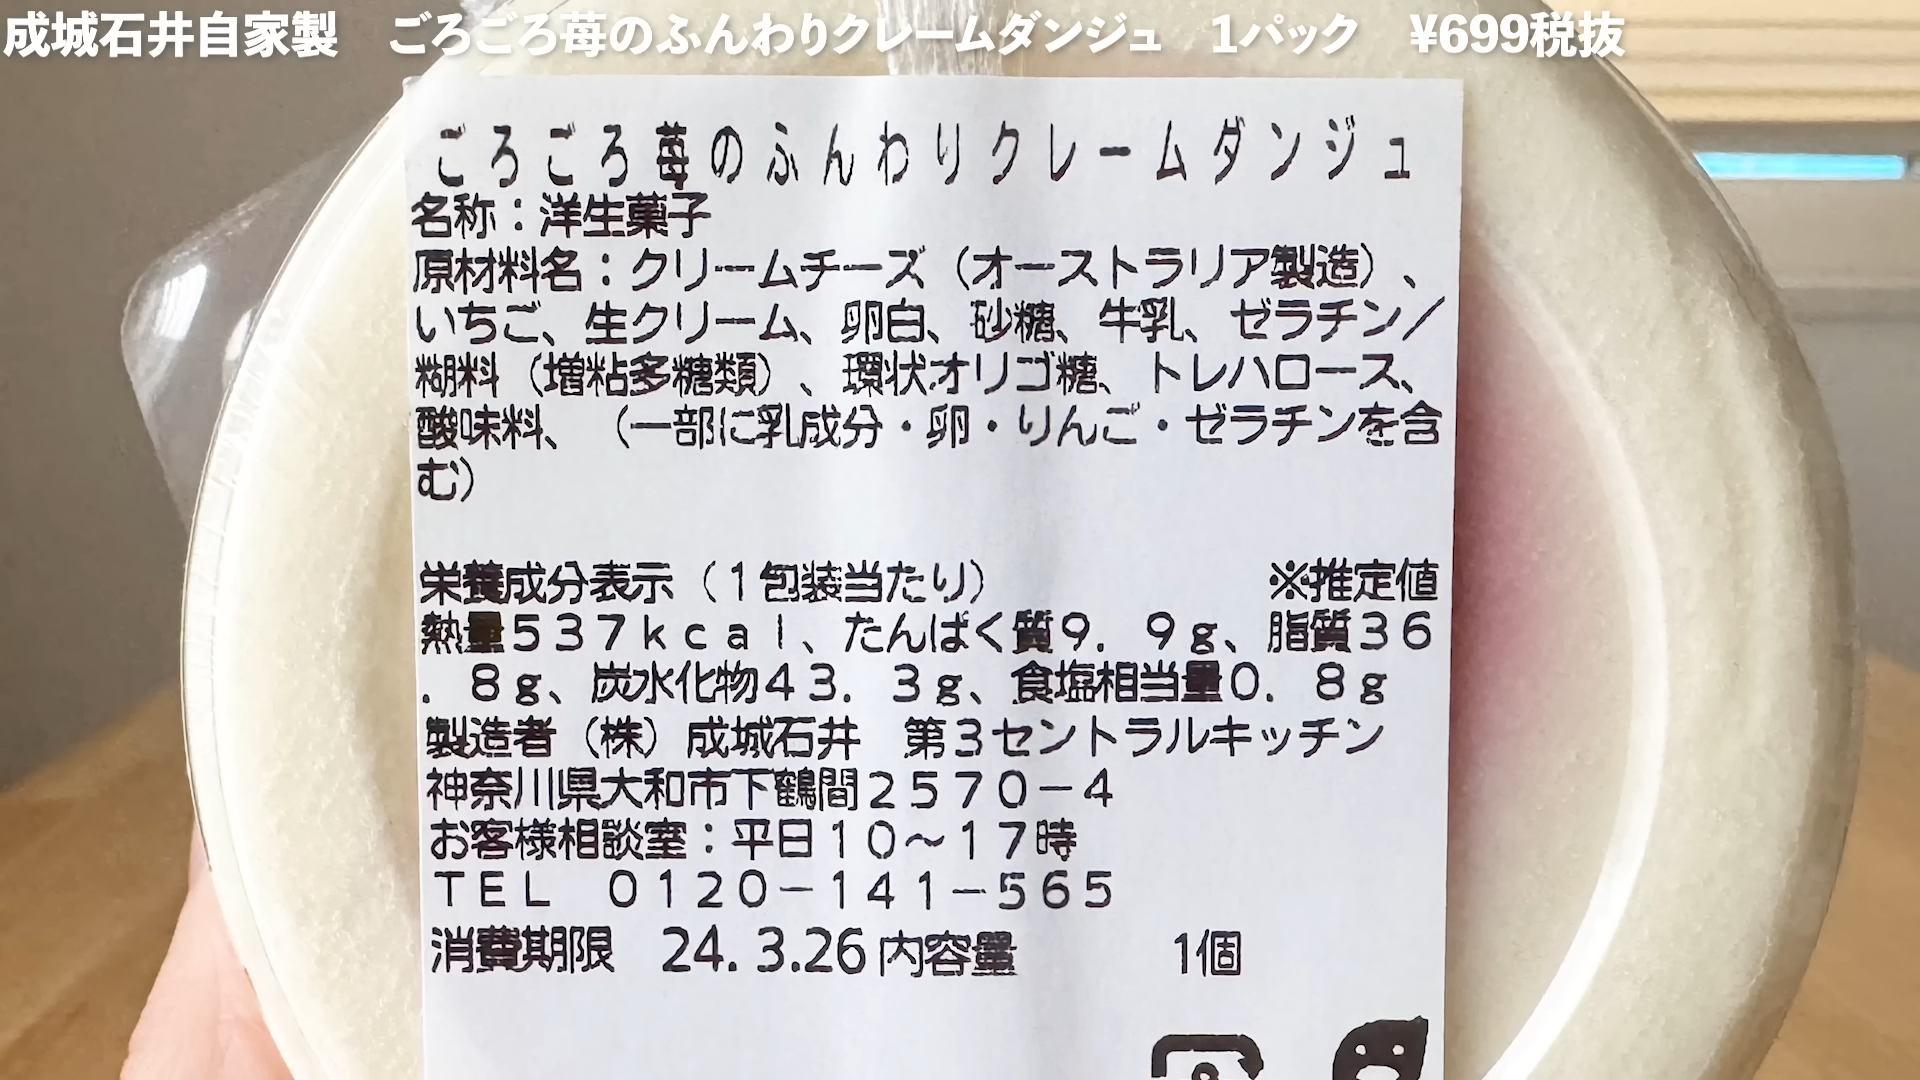 成城石井自家製　ごろごろ苺のふんわりクレームダンジュ　1パック　¥699税抜
ごろごろ苺のふんわりクレームダンジュ
名称：洋生菓子
原材料名：クリームチーズ（オーストラリア製造）、
いちご、生クリーム、卵白、砂糖、牛乳、ゼラチン／
糊料（増粘多糖類）、環状オリゴ糖、トレハロース、
酸味料、（一部に乳成分・卵・りんご・ゼラチンを含
む）
栄養成分表示（１包装当たり）　※推定値
熱量５３７ｋｃａｌ、たんぱく質９．９ｇ、脂質３６
．８ｇ、炭水化物４３．３ｇ、食塩相当量０．８ｇ
製造者（株）成城石井　第３セントラルキッチン
神奈川県大和市下鶴間２５７０－４
お客様相談室：平日１０～１７時
ＴＥＬ　０１２０－１４１－５６５
消費期限　24.3.26 内容量　1個